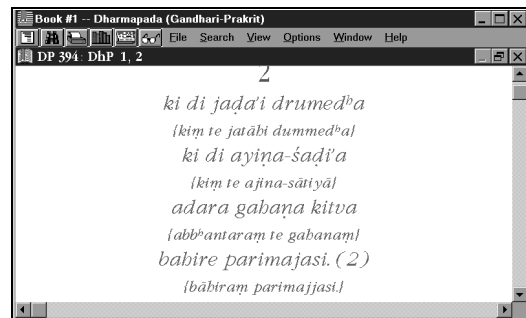 Book #1 -- Dharmapada (Gandhari-Prakrit)
File Search View Options Window Help
DP 394: DhP 1, 2
2
ki di jaḍa'i drumedʰa
{kiṃ te jatāhi dummedʰa}
ki di ayiṇa-śaḍi'a
{kiṃ te ajina-sātiyā}
adara gahaṇa kitva
{abbʰantaraṃ te gahanaṃ}
bahire parimajasi. (2)
{bāhiraṃ parimajjasi.}